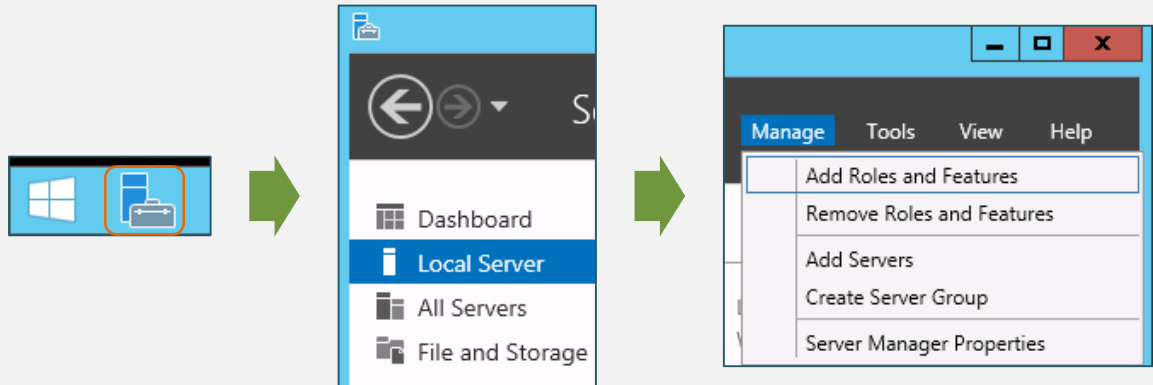 Dashboard
Local Server
All Servers
File and Storage
Manage Tools View Help
Add Roles and Features
Remove Roles and Features
Add Servers
Create Server Group
Server Manager Properties